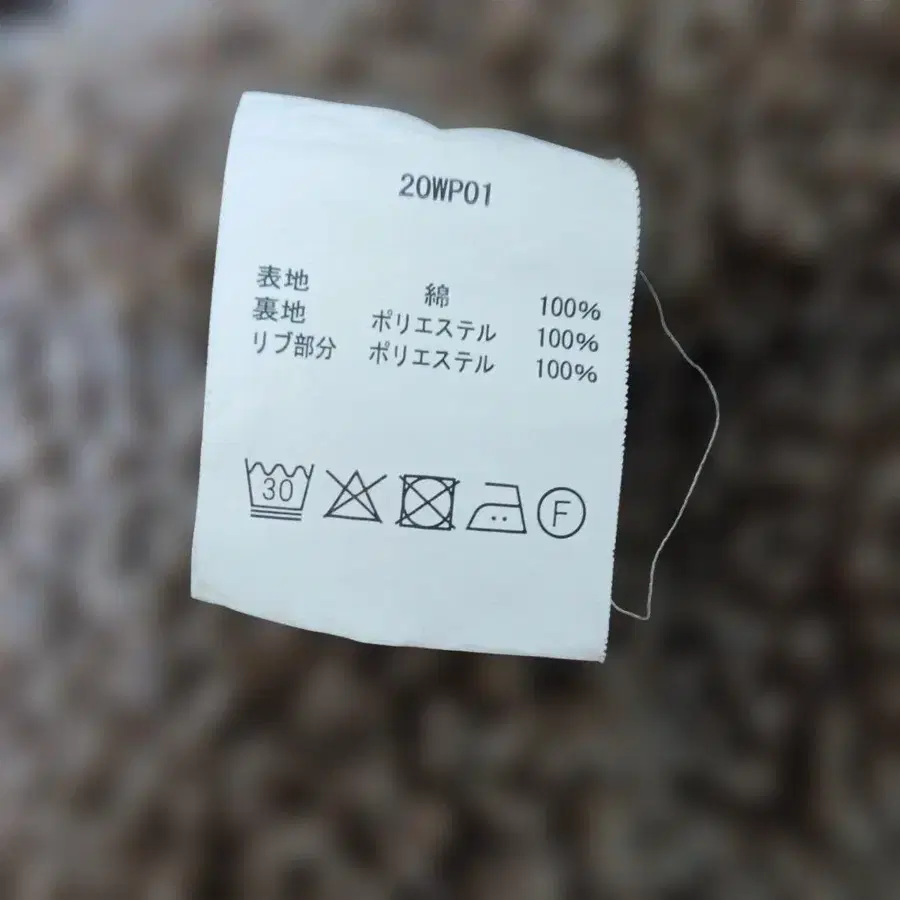 20WP01
表地 綿 100%
裏地 ポリエステル 100%
リブ部分 ポリエステル 100%
30 F